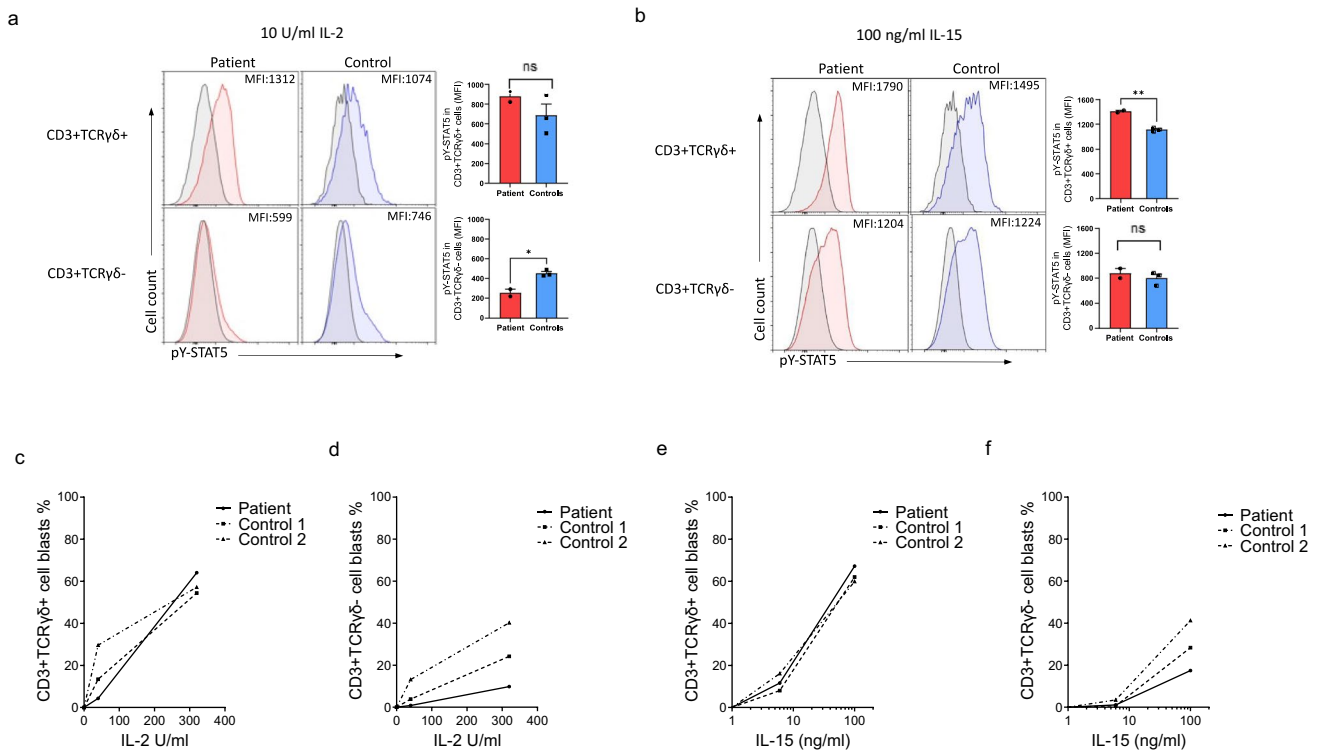 a
10 U/ml IL-2
Patient
Control
MFI:1312
MFI:1074
CD3+TCRγδ+
MFI:599
MFI:746
CD3+TCRγδ-
Cell count
pY-STAT5
ns
pY-STAT5 in
CD3+TCRγδ+ cells (MFI)
1000
800
600
400
200
0
Patient
Controls
*
pY-STAT5 in
CD3+TCRγδ- cells (MFI)
1000
800
600
400
200
0
Patient
Controls
b
100 ng/ml IL-15
Patient
Control
MFI:1790
MFI:1495
CD3+TCRγδ+
MFI:1204
MFI:1224
CD3+TCRγδ-
Cell count
pY-STAT5
**
pY-STAT5 in
CD3+TCRγδ+ cells (MFI)
1600
1200
800
400
0
Patient
Controls
ns
pY-STAT5 in
CD3+TCRγδ- cells (MFI)
1600
1200
800
400
0
Patient
Controls
c
CD3+TCRγδ+ cell blasts %
100
80
60
40
20
0
0 100 200 300 400
IL-2 U/ml
Patient
Control 1
Control 2
d
CD3+TCRγδ- cell blasts %
100
80
60
40
20
0
0 100 200 300 400
IL-2 U/ml
Patient
Control 1
Control 2
e
CD3+TCRγδ+ cell blasts %
100
80
60
40
20
0
1 10 100
IL-15 (ng/ml)
Patient
Control 1
Control 2
f
CD3+TCRγδ- cell blasts %
100
80
60
40
20
0
1 10 100
IL-15 (ng/ml)
Patient
Control 1
Control 2